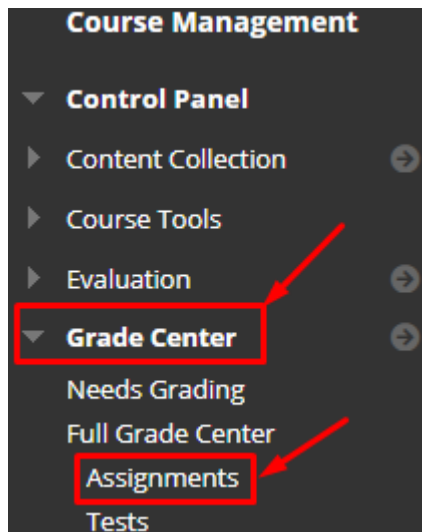 Course Management
Control Panel
Content Collection
Course Tools
Evaluation
Grade Center
Needs Grading
Full Grade Center
Assignments
Tests